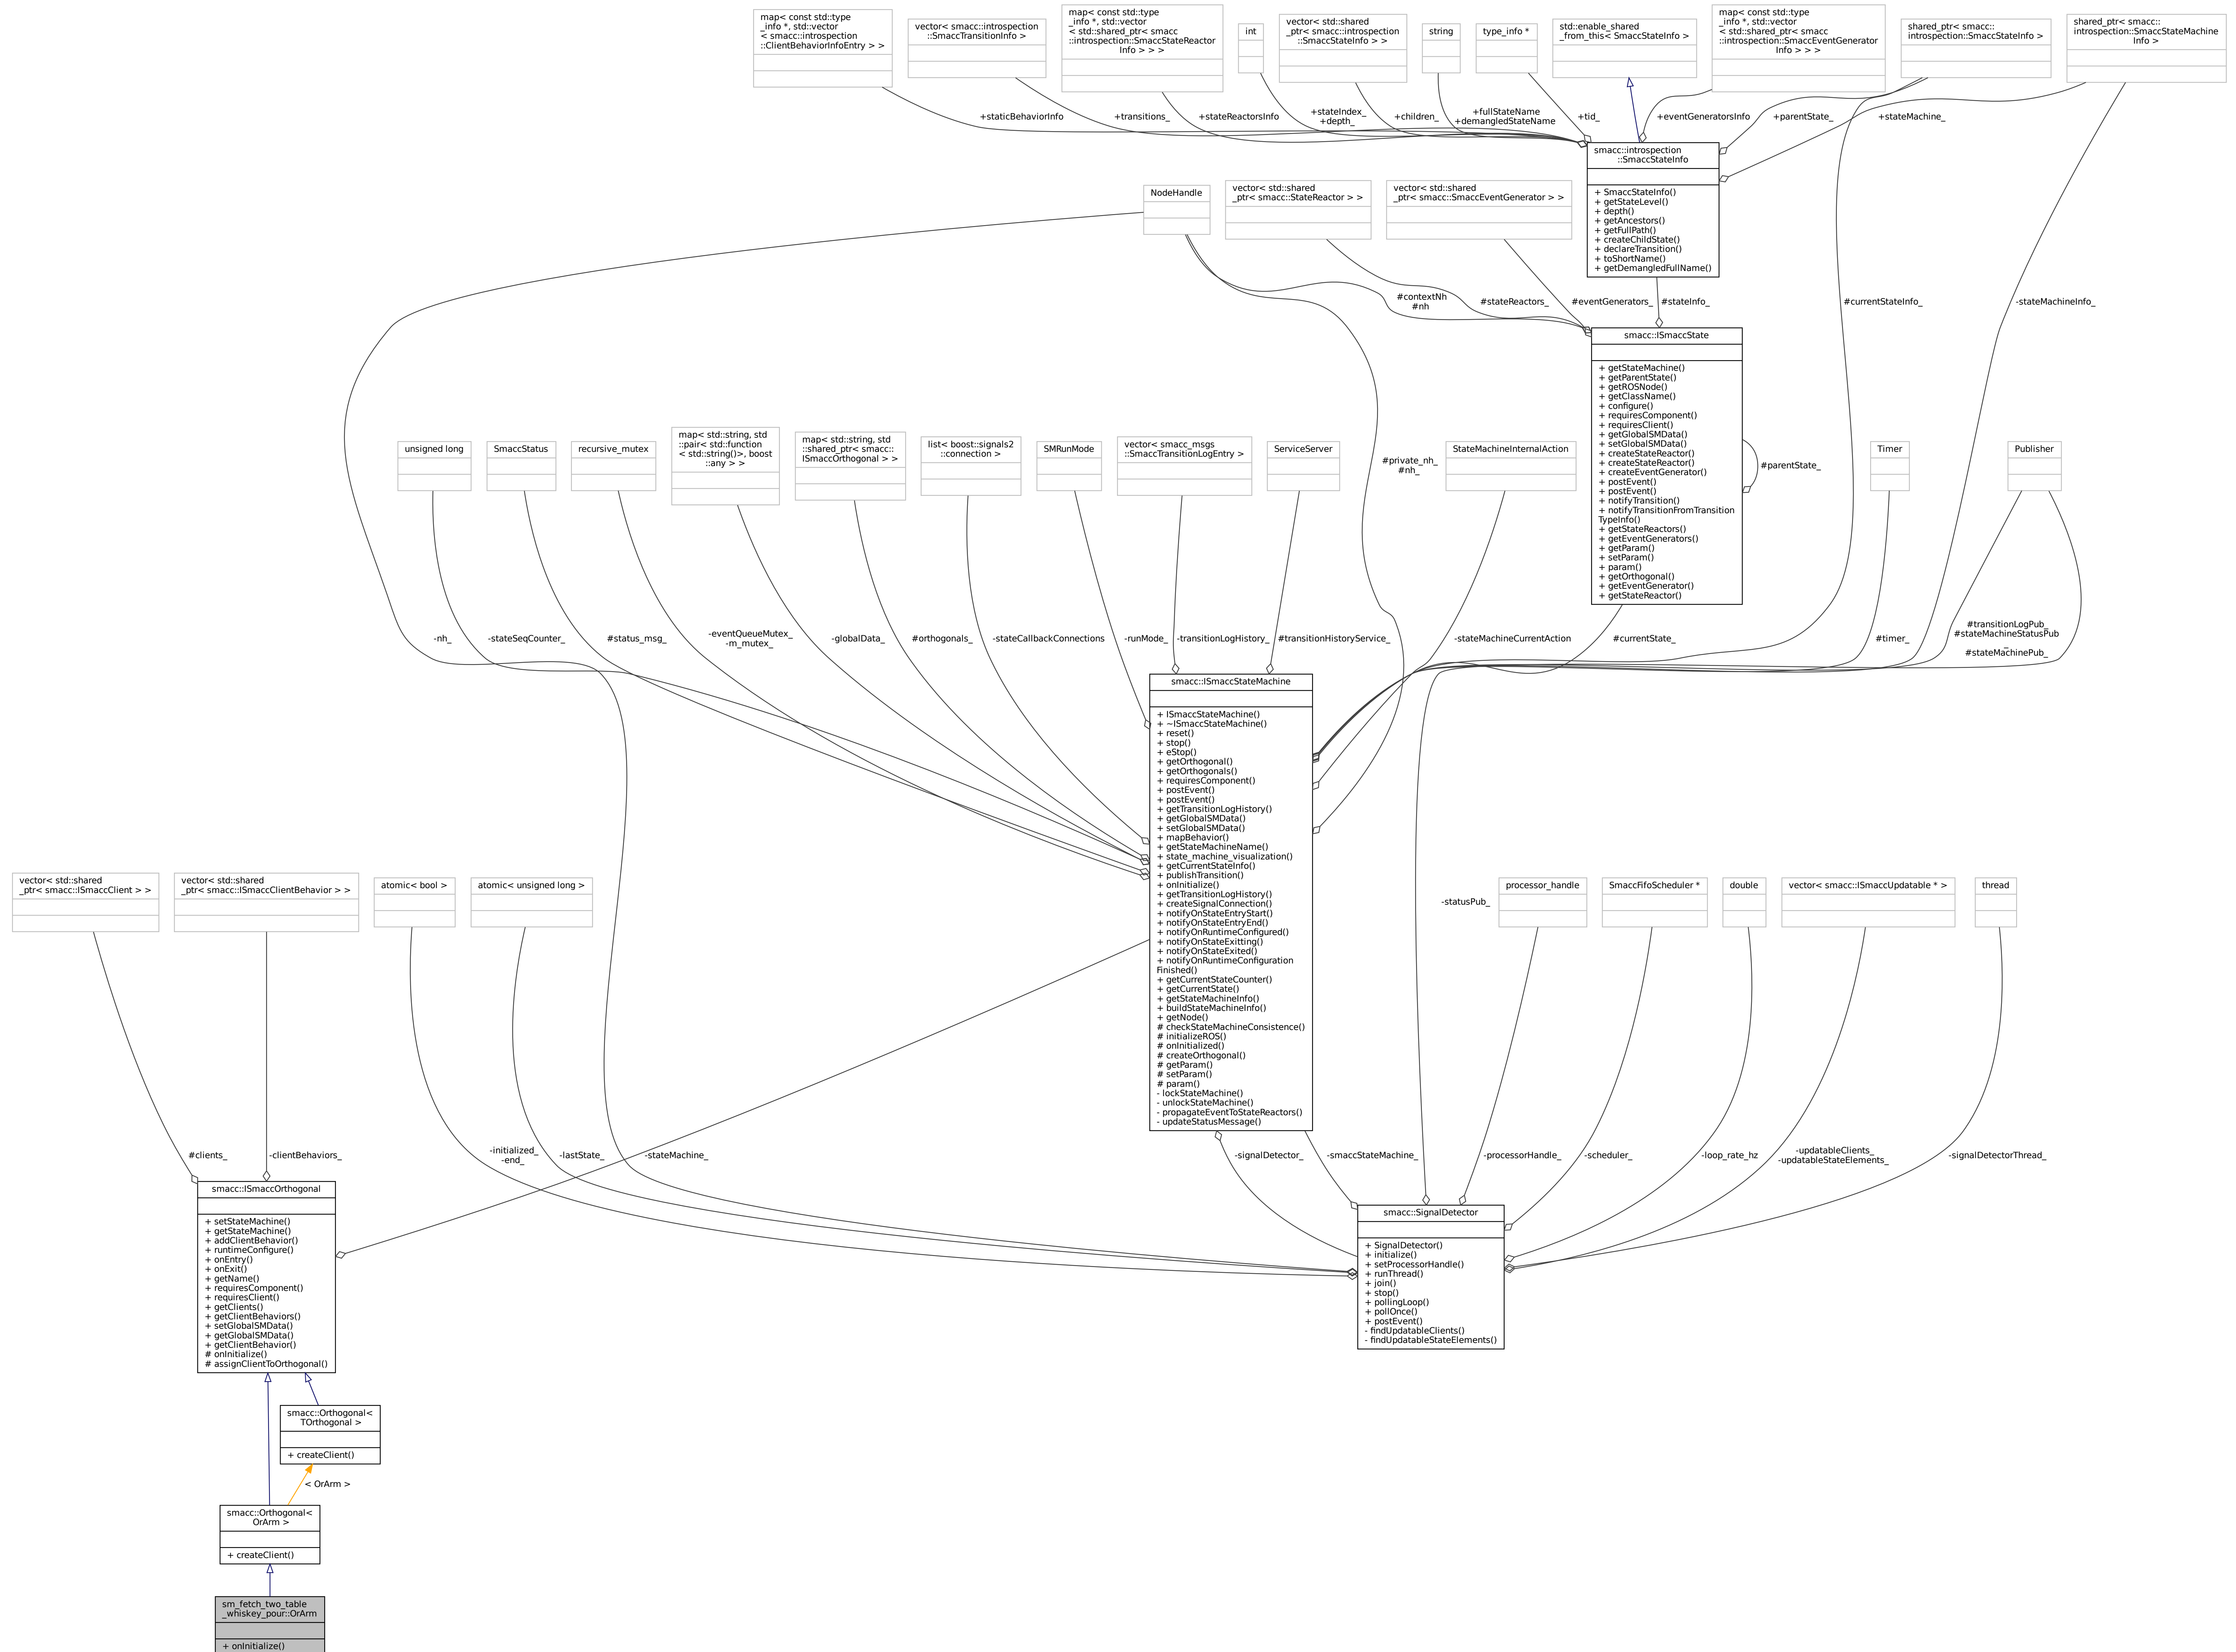 map< const std::type
_info *, std::vector
< smacc::introspection
::ClientBehaviorInfoEntry > >
vector< smacc::introspection
::SmaccTransitionInfo >
map< const std::type
_info *, std::vector
< std::shared_ptr< smacc
::introspection::SmaccStateReactor
Info > > >
int
vector< std::shared
_ptr< smacc::introspection
::SmaccStateInfo > >
string
type_info *
std::enable_shared
_from_this< SmaccStateInfo >
map< const std::type
_info *, std::vector
< std::shared_ptr< smacc
::introspection::SmaccEventGenerator
Info > > >
shared_ptr< smacc::
introspection::SmaccStateInfo >
shared_ptr< smacc::
introspection::SmaccStateMachine
Info >
+staticBehaviorInfo
+transitions_
+stateReactorsInfo
+stateIndex_
+depth_
+children_
+fullStateName
+demangledStateName
+tid_
+eventGeneratorsInfo
+parentState_
+stateMachine_
smacc::introspection
::SmaccStateInfo
+ SmaccStateInfo()
+ getStateLevel()
+ depth()
+ getAncestors()
+ getFullPath()
+ createChildState()
+ declareTransition()
+ toShortName()
+ getDemangledFullName()
NodeHandle
vector< std::shared
_ptr< smacc::StateReactor > >
vector< std::shared
_ptr< smacc::SmaccEventGenerator > >
#contextNh
#nh
#stateReactors_
#eventGenerators_
#stateInfo_
#currentStateInfo_
-stateMachineInfo_
smacc::ISmaccState
+ getStateMachine()
+ getParentState()
+ getROSNode()
+ getClassName()
+ configure()
+ requiresComponent()
+ requiresClient()
+ getGlobalSMData()
+ setGlobalSMData()
+ createStateReactor()
+ createStateReactor()
+ createEventGenerator()
+ postEvent()
+ postEvent()
+ notifyTransition()
+ notifyTransitionFromTransition
TypeInfo()
+ getStateReactors()
+ getEventGenerators()
+ getParam()
+ setParam()
+ param()
+ getOrthogonal()
+ getEventGenerator()
+ getStateReactor()
#parentState_
unsigned long
SmaccStatus
recursive_mutex
map< std::string, std
::pair< std::function
< std::string()>, boost
::any > >
map< std::string, std
::shared_ptr< smacc::
ISmaccOrthogonal > >
list< boost::signals2
::connection >
SMRunMode
vector< smacc_msgs
::SmaccTransitionLogEntry >
ServiceServer
#private_nh_
#nh_
StateMachineInternalAction
Timer
Publisher
-nh_
-stateSeqCounter_
#status_msg_
-eventQueueMutex_
-m_mutex_
-globalData_
#orthogonals_
-stateCallbackConnections
-runMode_
-transitionLogHistory_
#transitionHistoryService_
-stateMachineCurrentAction
#currentState_
#timer_
#transitionLogPub_
#stateMachineStatusPub
_
#stateMachinePub_
smacc::ISmaccStateMachine
+ ISmaccStateMachine()
+ ~ISmaccStateMachine()
+ reset()
+ stop()
+ eStop()
+ getOrthogonal()
+ getOrthogonals()
+ requiresComponent()
+ postEvent()
+ postEvent()
+ getTransitionLogHistory()
+ getGlobalSMData()
+ setGlobalSMData()
+ mapBehavior()
+ getStateMachineName()
+ state_machine_visualization()
+ getCurrentStateInfo()
+ publishTransition()
+ onInitialize()
+ getTransitionLogHistory()
+ createSignalConnection()
+ notifyOnStateEntryStart()
+ notifyOnStateEntryEnd()
+ notifyOnRuntimeConfigured()
+ notifyOnStateExitting()
+ notifyOnStateExited()
+ notifyOnRuntimeConfiguration
Finished()
+ getCurrentStateCounter()
+ getCurrentState()
+ getStateMachineInfo()
+ buildStateMachineInfo()
+ getNode()
# checkStateMachineConsistence()
# initializeROS()
# onInitialized()
# createOrthogonal()
# getParam()
# setParam()
# param()
- lockStateMachine()
- unlockStateMachine()
- propagateEventToStateReactors()
- updateStatusMessage()
vector< std::shared
_ptr< smacc::ISmaccClient > >
vector< std::shared
_ptr< smacc::ISmaccClientBehavior > >
atomic< bool >
atomic< unsigned long >
-statusPub_
processor_handle
SmaccFifoScheduler *
double
vector< smacc::ISmaccUpdatable * >
thread
#clients_
-clientBehaviors_
-initialized_
-end_
-lastState_
-stateMachine_
-signalDetector_
-smaccStateMachine_
-processorHandle_
-scheduler_
-loop_rate_hz
-updatableClients_
-updatableStateElements_
-signalDetectorThread_
smacc::ISmaccOrthogonal
+ setStateMachine()
+ getStateMachine()
+ addClientBehavior()
+ runtimeConfigure()
+ onEntry()
+ onExit()
+ getName()
+ requiresComponent()
+ requiresClient()
+ getClients()
+ getClientBehaviors()
+ setGlobalSMData()
+ getGlobalSMData()
+ getClientBehavior()
# onInitialize()
# assignClientToOrthogonal()
smacc::SignalDetector
+ SignalDetector()
+ initialize()
+ setProcessorHandle()
+ runThread()
+ join()
+ stop()
+ pollingLoop()
+ pollOnce()
+ postEvent()
- findUpdatableClients()
- findUpdatableStateElements()
smacc::Orthogonal<
TOrthogonal >
+ createClient()
< OrArm >
smacc::Orthogonal<
OrArm >
+ createClient()
sm_fetch_two_table
_whiskey_pour::OrArm
+ onInitialize()